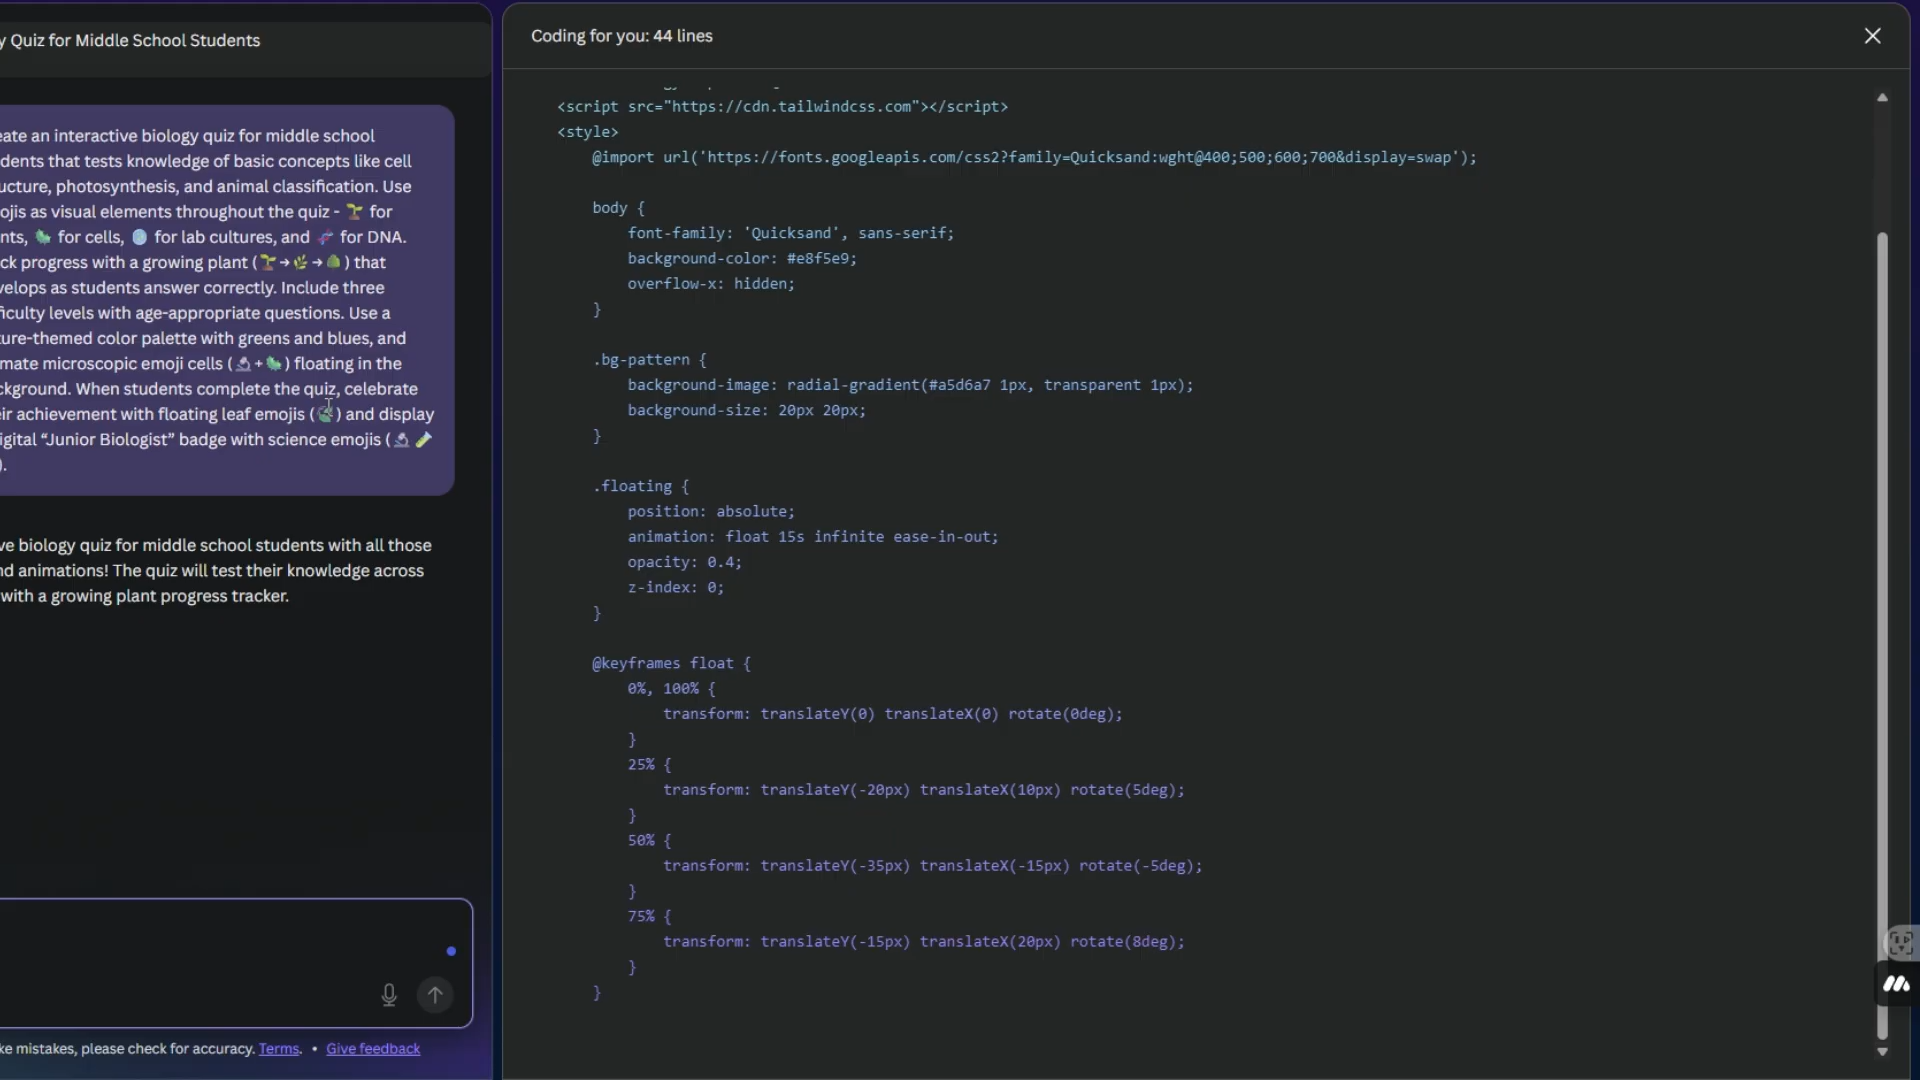 y Quiz for Middle School Students
eate an interactive biology quiz for middle school
dents that tests knowledge of basic concepts like cell
ucture, photosynthesis, and animal classification. Use
ojis as visual elements throughout the quiz - 🌱 for
nts, 🦠 for cells, 🧫 for lab cultures, and 🧬 for DNA.
ck progress with a growing plant (🌱→🌿→🌳) that
velops as students answer correctly. Include three
ficulty levels with age-appropriate questions. Use a
ture-themed color palette with greens and blues, and
mate microscopic emoji cells (🔬+🦠) floating in the
ckground. When students complete the quiz, celebrate
eir achievement with floating leaf emojis (🍃) and display
igital “Junior Biologist” badge with science emojis (🔬🧪
).
ve biology quiz for middle school students with all those
nd animations! The quiz will test their knowledge across
with a growing plant progress tracker.
ke mistakes, please check for accuracy. Terms. • Give feedback
Coding for you: 44 lines
<script src="https://cdn.tailwindcss.com"></script>
<style>
@import url('https://fonts.googleapis.com/css2?family=Quicksand:wght@400;500;600;700&display=swap');
body {
font-family: 'Quicksand', sans-serif;
background-color: #e8f5e9;
overflow-x: hidden;
}
.bg-pattern {
background-image: radial-gradient(#a5d6a7 1px, transparent 1px);
background-size: 20px 20px;
}
.floating {
position: absolute;
animation: float 15s infinite ease-in-out;
opacity: 0.4;
z-index: 0;
}
@keyframes float {
0%, 100% {
transform: translateY(0) translateX(0) rotate(0deg);
}
25% {
transform: translateY(-20px) translateX(10px) rotate(5deg);
}
50% {
transform: translateY(-35px) translateX(-15px) rotate(-5deg);
}
75% {
transform: translateY(-15px) translateX(20px) rotate(8deg);
}
}